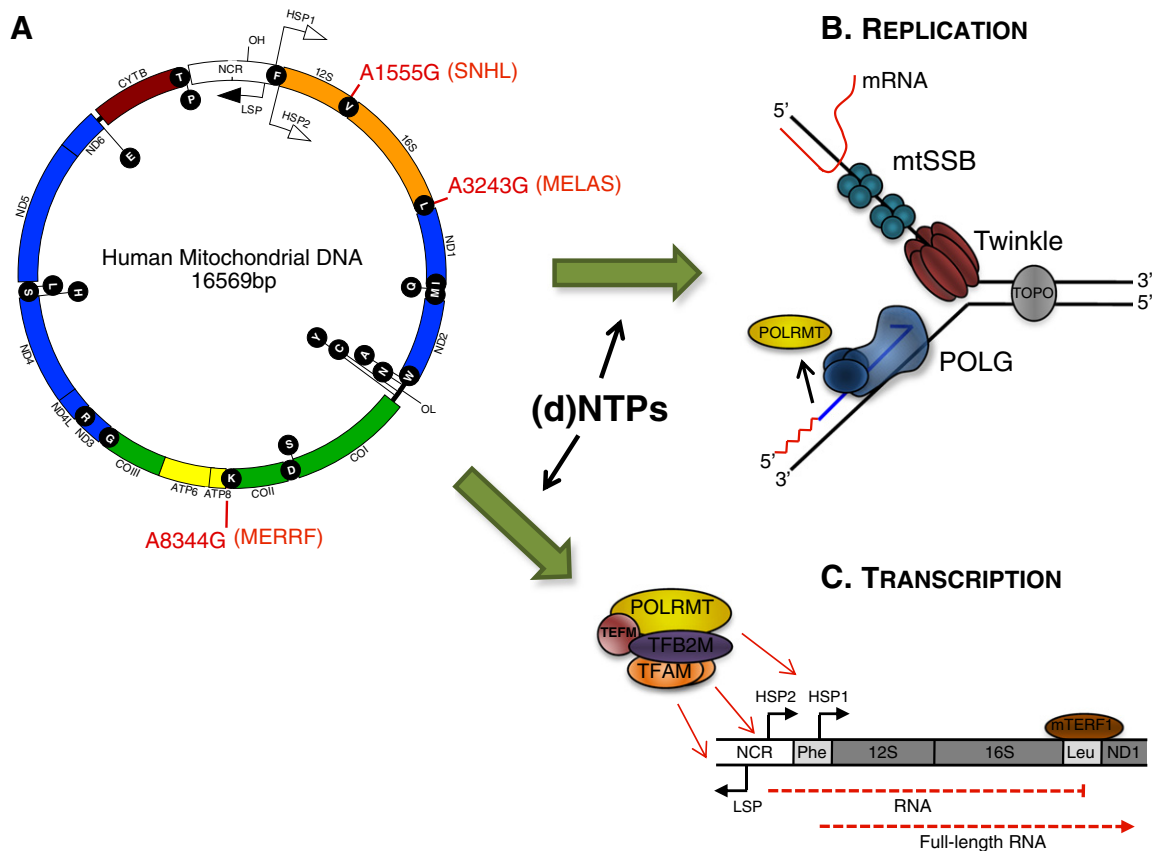 A
HSP1
OH
NCR
T
F
12S
CYTB
P
LSP
HSP2
V
A1555G (SNHL)
ND6
E
16S
ND5
L
A3243G (MELAS)
ND1
Human Mitochondrial DNA
16569bp
S
L
H
Q
I
M
ND2
Y
C
A
N
W
OL
ND4
ND4L
ND3
R
G
COIII
ATP6
ATP8
K
COII
D
S
COI
A8344G (MERRF)
(d)NTPs
B. REPLICATION
mRNA
5’
mtSSB
Twinkle
TOPO
3’
5’
POLRMT
POLG
5’
3’
C. TRANSCRIPTION
POLRMT
TEFM
TFB2M
TFAM
HSP2
HSP1
mTERF1
NCR
Phe
12S
16S
Leu
ND1
LSP
RNA
Full-length RNA